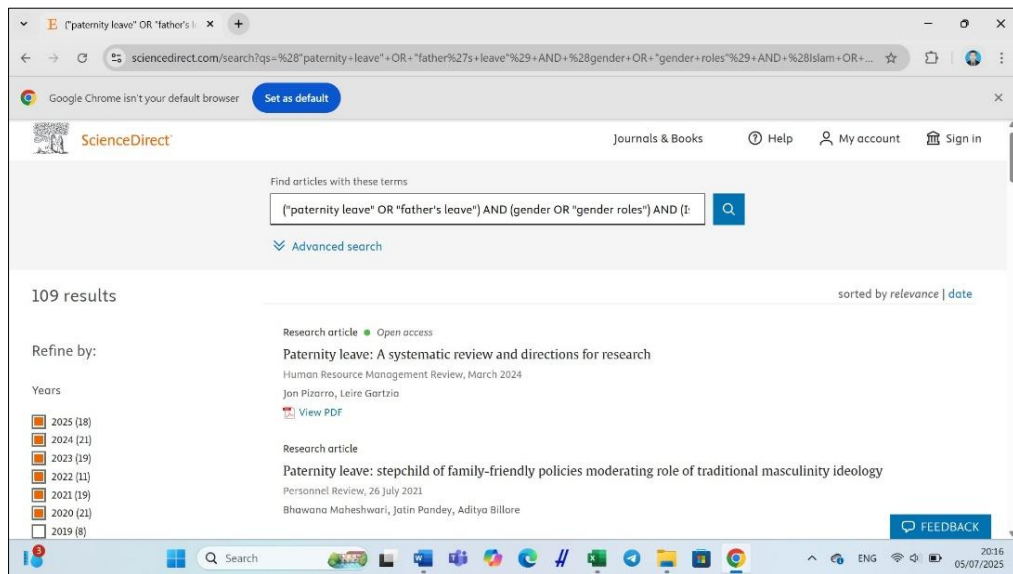 ("paternity leave" OR "father's l
sciencedirect.com/search?qs=%28"paternity+leave"+OR+"father%27s+leave"%29+AND+%28gender+OR+"gender+roles"%29+AND+%28Islam+OR+...
Google Chrome isn't your default browser Set as default
ScienceDirect Journals & Books Help My account Sign in
Find articles with these terms
("paternity leave" OR "father's leave") AND (gender OR "gender roles") AND (I
Advanced search
109 results sorted by relevance | date
Research article Open access
Refine by: Paternity leave: A systematic review and directions for research
Human Resource Management Review, March 2024
Years Jon Pizarro, Leire Gartzia
View PDF
2025 (18)
2024 (21)
Research article
2023 (19)
2022 (11) Paternity leave: stepchild of family-friendly policies moderating role of traditional masculinity ideology
2021 (19) Personnel Review, 26 July 2021
2020 (21) Bhawana Maheshwari, Jatin Pandey, Aditya Billore
2019 (8)
FEEDBACK
3 Search ENG 20:16
05/07/2025